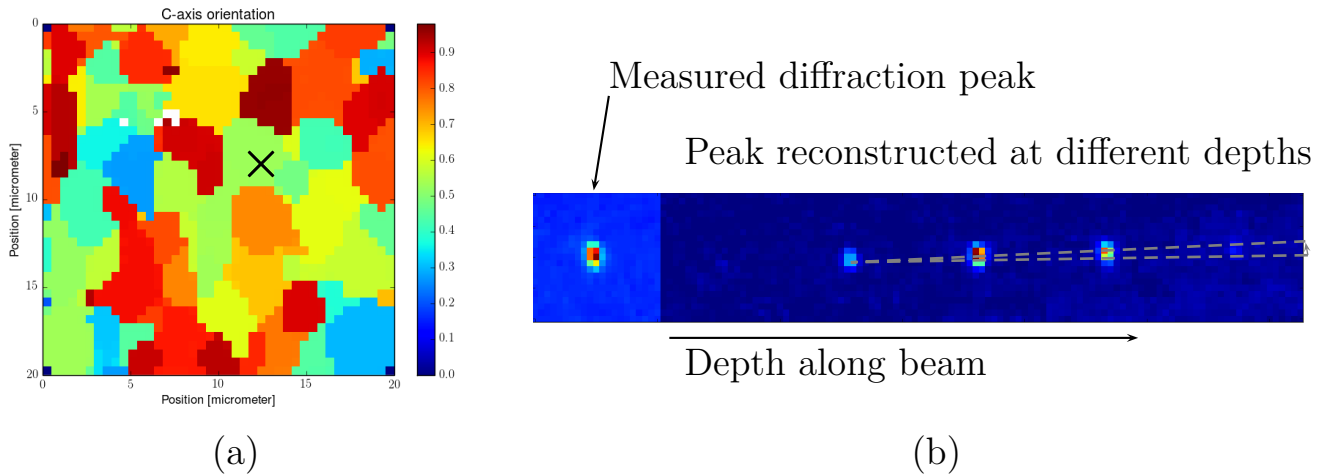 C-axis orientation
0
5
10
15
20
Position [micrometer]
0
5
10
15
20
Position [micrometer]
0.9
0.8
0.7
0.6
0.5
0.4
0.3
0.2
0.1
0.0
(a)
Measured diffraction peak
Peak reconstructed at different depths
Depth along beam
(b)